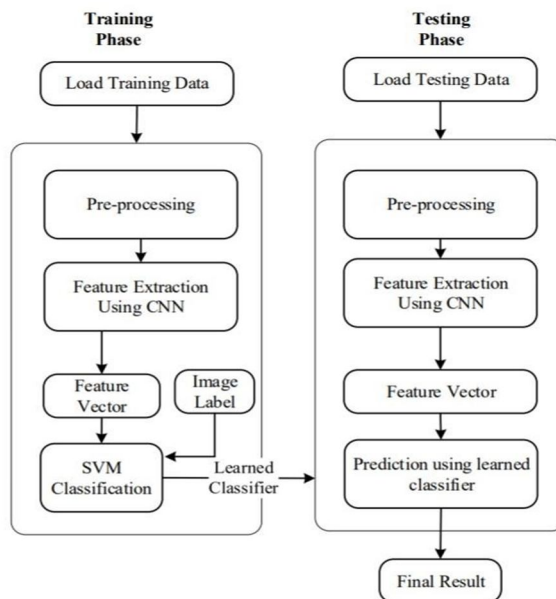 Training
Phase
Load Training Data
Pre-processing
Feature Extraction
Using CNN
Feature
Vector
Image
Label
SVM
Classification
Learned
Classifier
Testing
Phase
Load Testing Data
Pre-processing
Feature Extraction
Using CNN
Feature Vector
Prediction using learned
classifier
Final Result